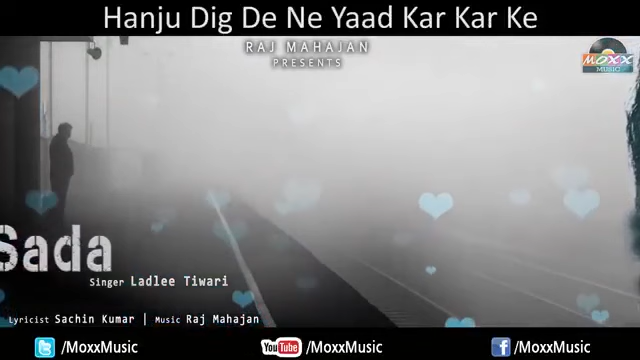 Hanju Dig De Ne Yaad Kar Kar Ke
RAJ MAHAJAN
PRESENTS
MOXX
MUSIC
Sada
Singer Ladlee Tiwari
Lyricist Sachin Kumar | Music Raj Mahajan
/MoxxMusic
YouTube /MoxxMusic
f /MoxxMusic